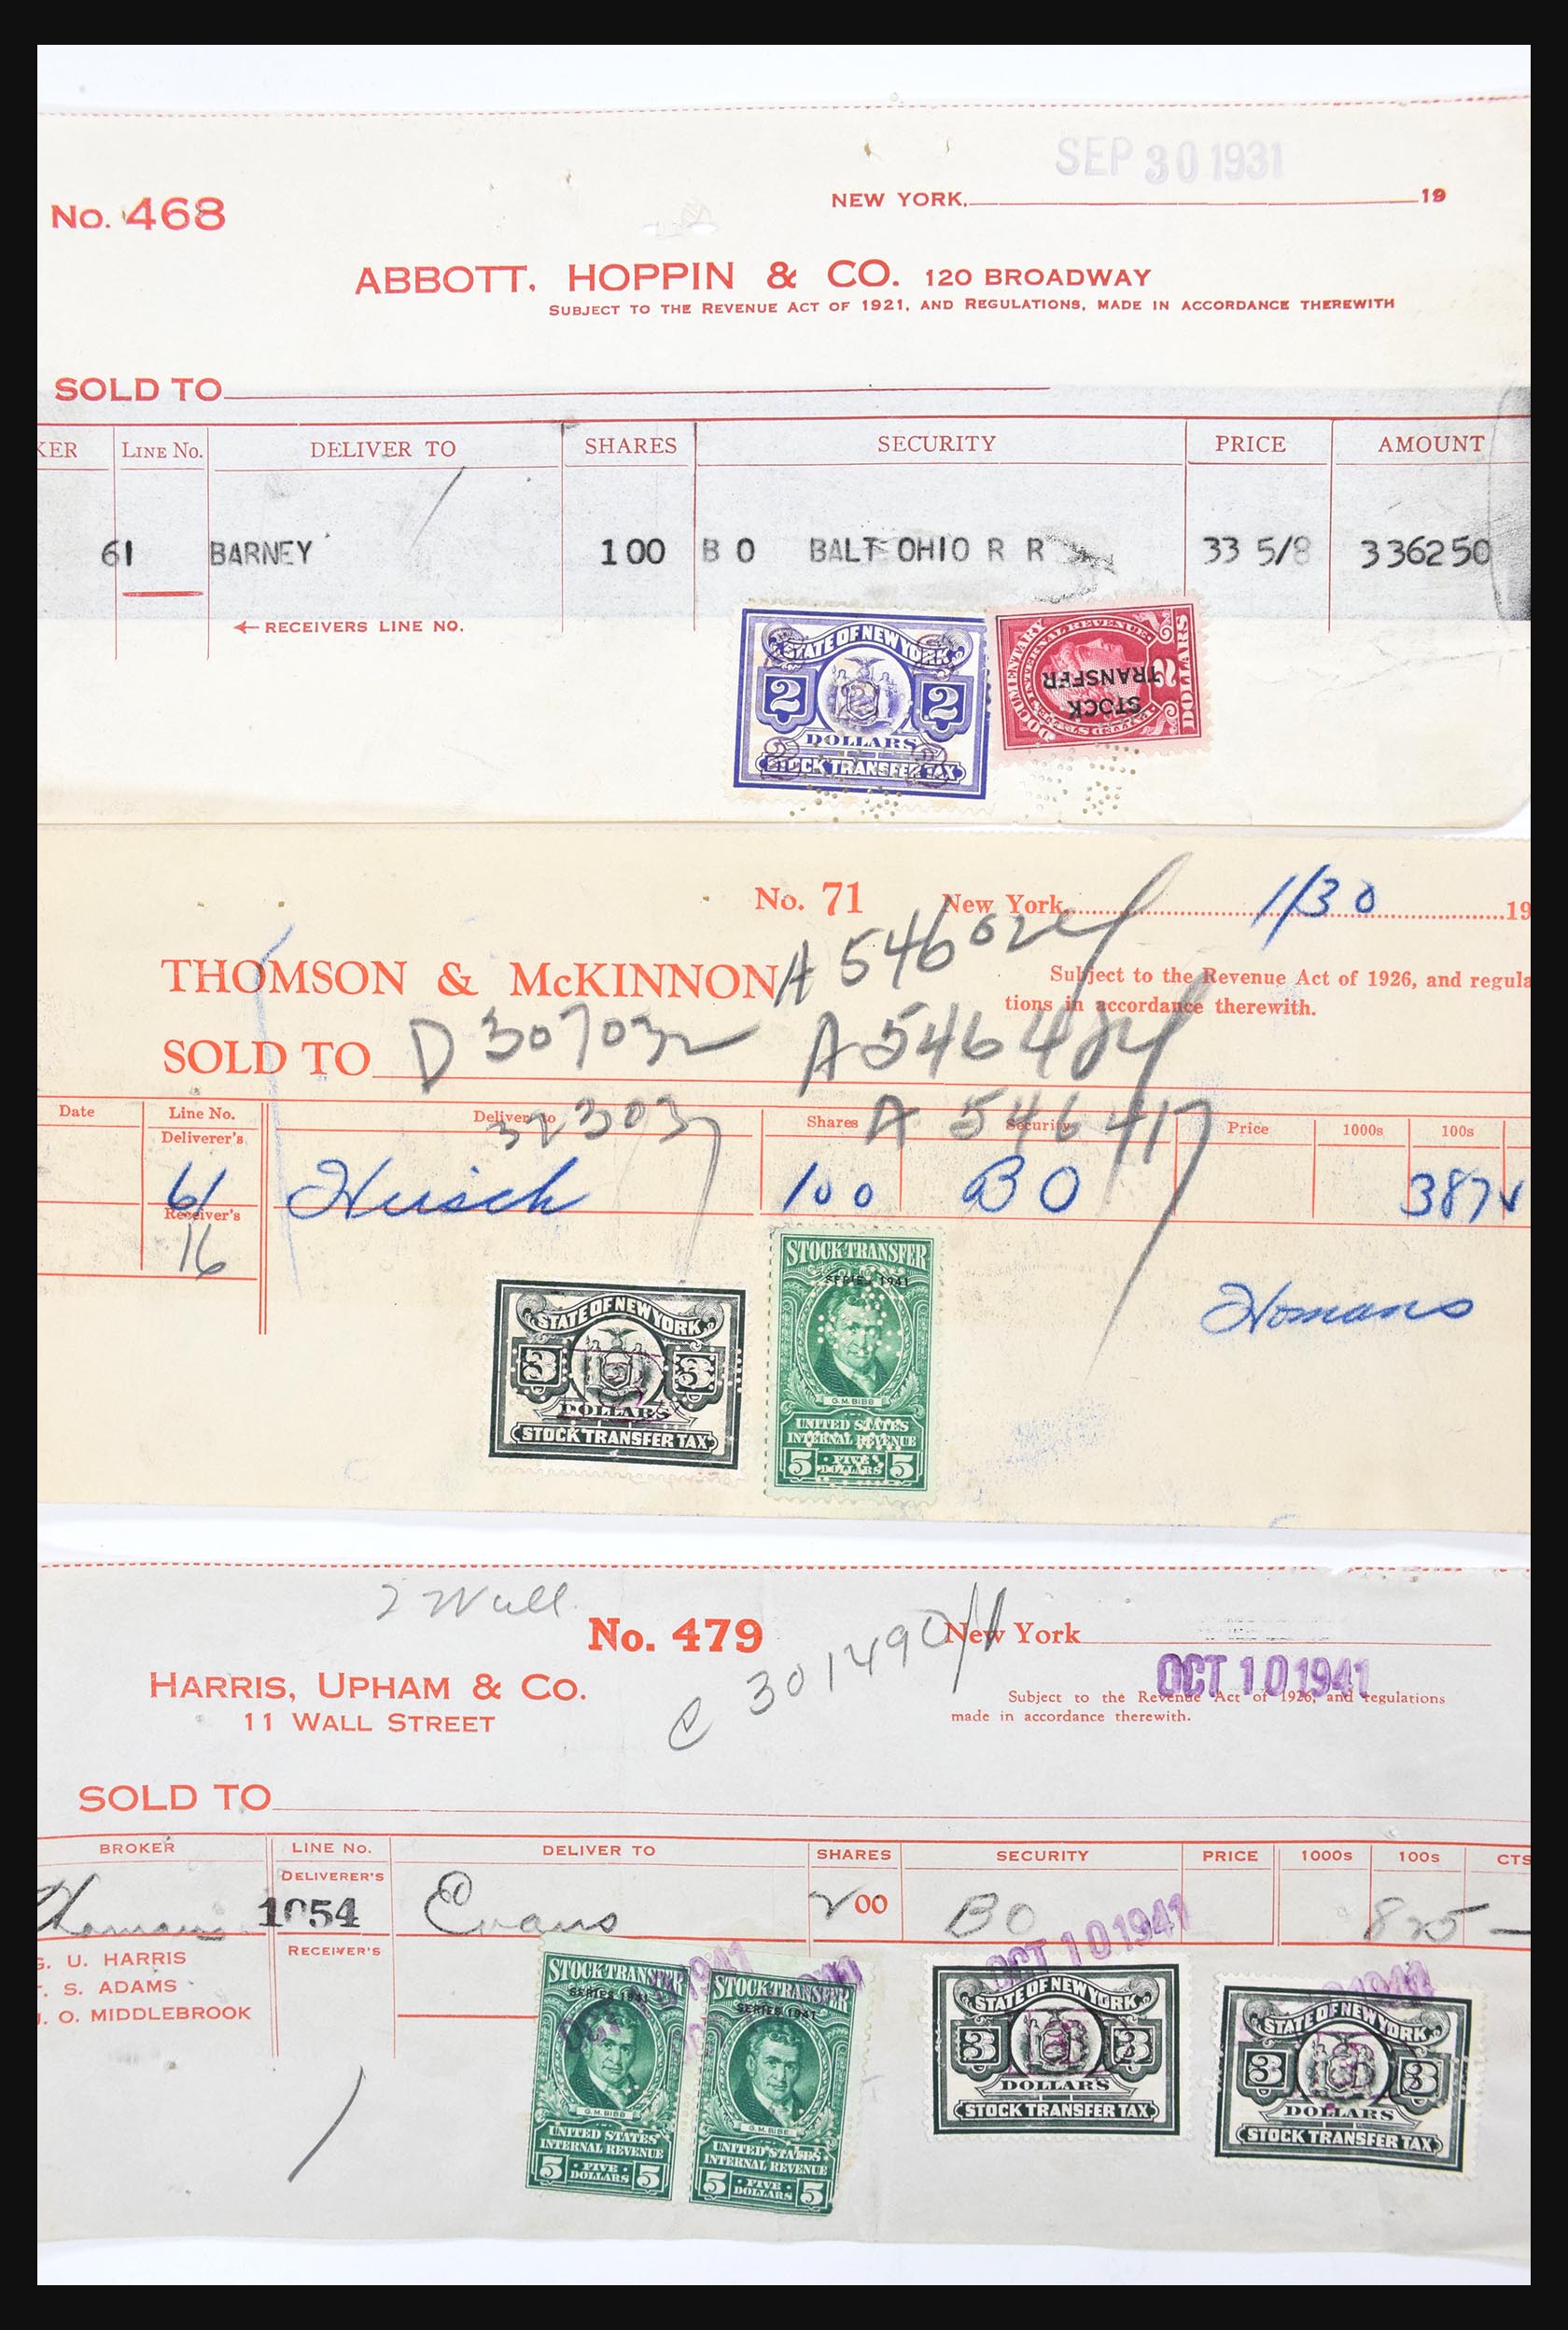 SEP 30 1931
No. 468
NEW YORK, 19
ABBOTT, HOPPIN & CO. 120 BROADWAY
SUBJECT TO THE REVENUE ACT OF 1921, AND REGULATIONS, MADE IN ACCORDANCE THEREWITH
SOLD TO
KER LINE No. DELIVER TO SHARES SECURITY PRICE AMOUNT
61 BARNEY 100 B O BALT OHIO R R 33 5/8 336250
← RECEIVERS LINE NO.
STATE OF NEW YORK
2 2
DOLLARS
STOCK TRANSFER TAX
DOCUMENTARY
U.S. INTERNAL REVENUE
STOCK
TRANSFER
2
DOLLARS
No. 71 New York, 1/30 19
THOMSON & McKINNON A 546
Subject to the Revenue Act of 1926, and regula
tions in accordance therewith.
SOLD TO D 30703
Date Line No. Deliver to Shares Security Price 1000s 100s
Deliverer's
32303 A 546417
61 100 BO 387
Receiver's
16
Homans
STOCK TRANSFER
SERIES 1941
G.M. BIBB
UNITED STATES
INTERNAL REVENUE
5 FIVE DOLLARS 5
STATE OF NEW YORK
3 3
DOLLARS
STOCK TRANSFER TAX
2 Wall
No. 479 New York
C 301490
OCT 10 1941
HARRIS, UPHAM & CO.
11 WALL STREET
Subject to the Revenue Act of 1926, and regulations
made in accordance therewith.
SOLD TO
BROKER LINE No. DELIVER TO SHARES SECURITY PRICE 1000s 100s CTS
DELIVERER'S
1054 Evans 200 BO 825 —
G. U. HARRIS RECEIVER'S
. S. ADAMS
. O. MIDDLEBROOK
OCT 10 1941
STOCK TRANSFER
SERIES 1941
G.M. BIBB
UNITED STATES
INTERNAL REVENUE
5 FIVE DOLLARS 5
STOCK TRANSFER
SERIES 1941
G.M. BIBB
UNITED STATES
INTERNAL REVENUE
5 FIVE DOLLARS 5
STATE OF NEW YORK
3 3
DOLLARS
STOCK TRANSFER TAX
STATE OF NEW YORK
3 3
DOLLARS
STOCK TRANSFER TAX